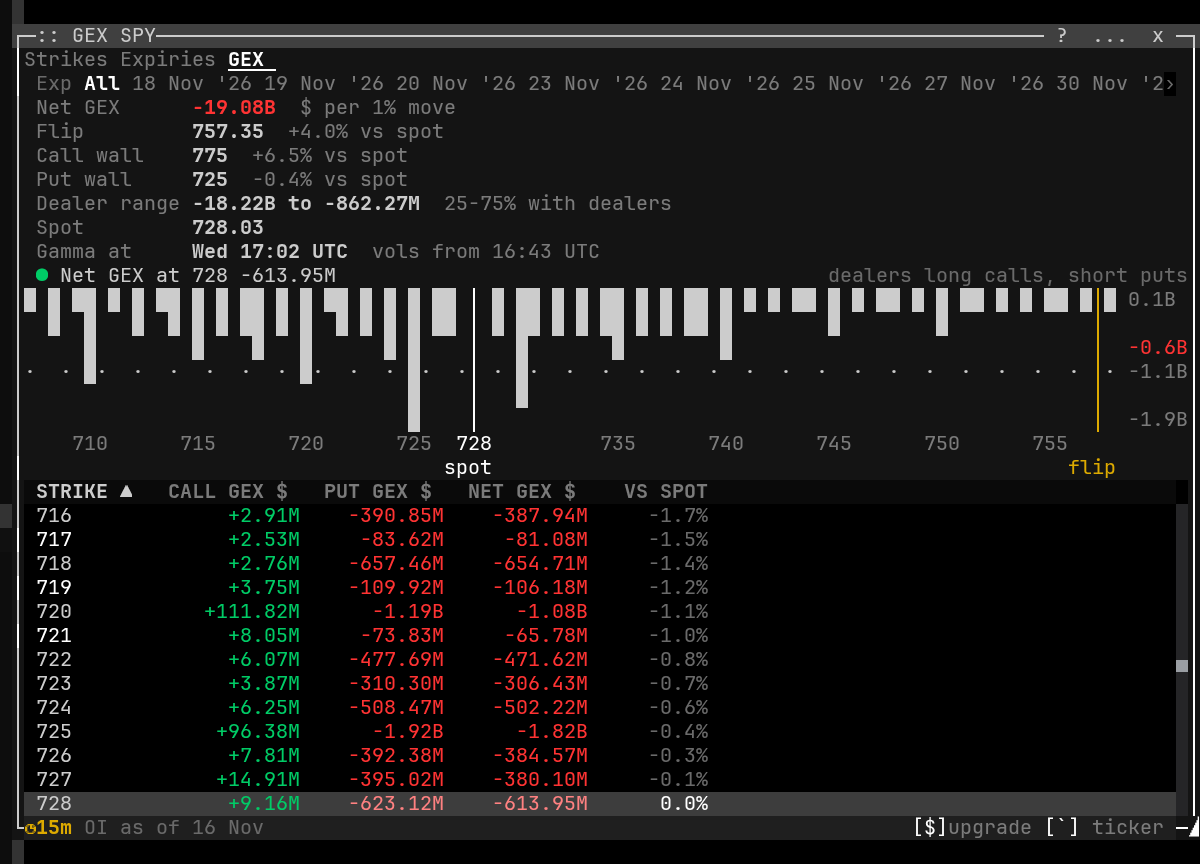 :: GEX SPY ? ... x
Strikes Expiries GEX
Exp All 18 Nov '26 19 Nov '26 20 Nov '26 23 Nov '26 24 Nov '26 25 Nov '26 27 Nov '26 30 Nov '2›
Net GEX -19.08B $ per 1% move
Flip 757.35 +4.0% vs spot
Call wall 775 +6.5% vs spot
Put wall 725 -0.4% vs spot
Dealer range -18.22B to -862.27M 25-75% with dealers
Spot 728.03
Gamma at Wed 17:02 UTC vols from 16:43 UTC
● Net GEX at 728 -613.95M dealers long calls, short puts
0.1B
-0.6B
-1.1B
-1.9B
710 715 720 725 728 735 740 745 750 755
spot flip
STRIKE ▲ CALL GEX $ PUT GEX $ NET GEX $ VS SPOT
716 +2.91M -390.85M -387.94M -1.7%
717 +2.53M -83.62M -81.08M -1.5%
718 +2.76M -657.46M -654.71M -1.4%
719 +3.75M -109.92M -106.18M -1.2%
720 +111.82M -1.19B -1.08B -1.1%
721 +8.05M -73.83M -65.78M -1.0%
722 +6.07M -477.69M -471.62M -0.8%
723 +3.87M -310.30M -306.43M -0.7%
724 +6.25M -508.47M -502.22M -0.6%
725 +96.38M -1.92B -1.82B -0.4%
726 +7.81M -392.38M -384.57M -0.3%
727 +14.91M -395.02M -380.10M -0.1%
728 +9.16M -623.12M -613.95M 0.0%
15m OI as of 16 Nov [$]upgrade [`] ticker